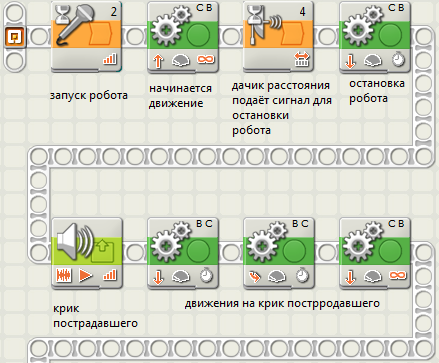 2
C B
4
C B
запуск робота
начинается
движение
дачик расстояния
подаёт сигнал для
остановки
робота
остановка
робота
B C
B C
C B
крик
пострадавшего
движения на крик пострродавшего